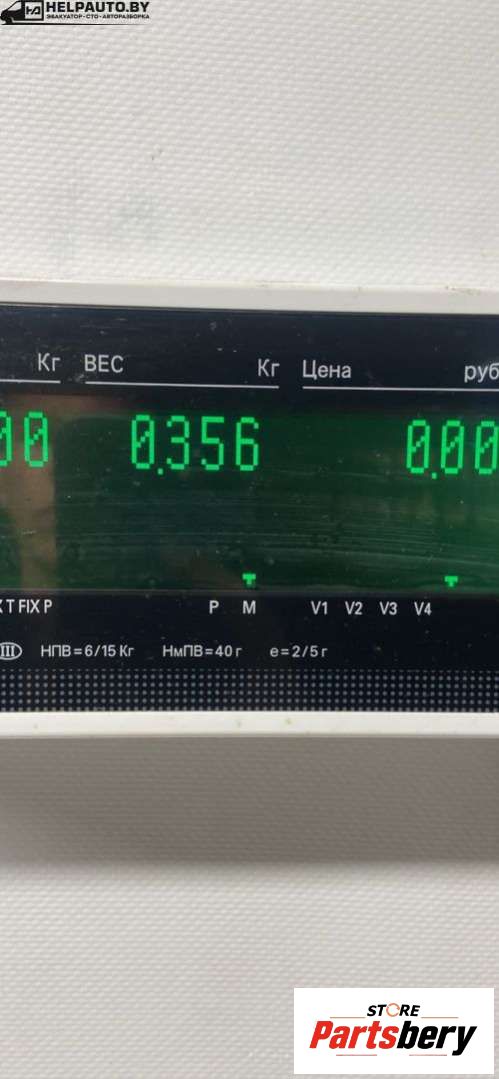 HELPAUTO.BY
ЭВАКУАТОР • СТО • АВТОРАЗБОРКА
Кг ВЕС Кг Цена руб
00 0.356 0.00
T FIX P P M V1 V2 V3 V4
III НПВ=6/15 Кг НмПВ=40 г e=2/5 г
STORE
Partsbery